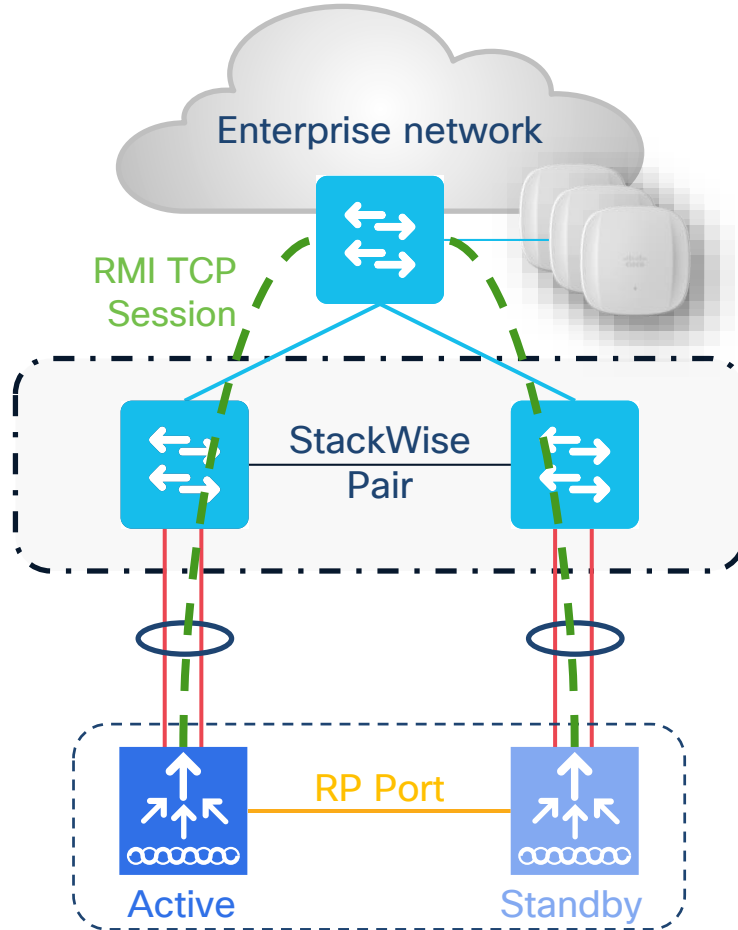 Enterprise network
RMI TCP
Session
StackWise
Pair
RP Port
Active
Standby